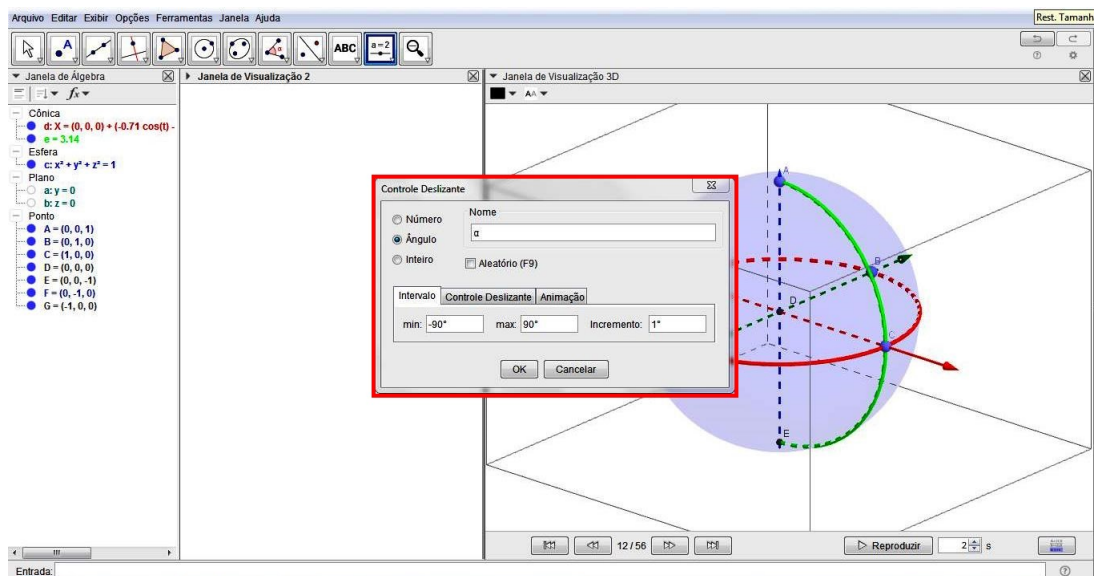 Arquivo Editar Exibir Opções Ferramentas Janela Ajuda
Rest. Tamanh
ABC
a=2
Janela de Álgebra
Janela de Visualização 2
Janela de Visualização 3D
fx
AA
Cônica
d: X = (0, 0, 0) + (-0.71 cos(t) -
e = 3.14
Esfera
c: x² + y² + z² = 1
Plano
a: y = 0
b: z = 0
Ponto
A = (0, 0, 1)
B = (0, 1, 0)
C = (1, 0, 0)
D = (0, 0, 0)
E = (0, 0, -1)
F = (0, -1, 0)
G = (-1, 0, 0)
Controle Deslizante
Número
Ângulo
Inteiro
Nome
α
Aleatório (F9)
Intervalo Controle Deslizante Animação
min: -90° max: 90° Incremento: 1°
OK Cancelar
A
B
D
C
E
12 / 56
Reproduzir
2 s
Entrada: